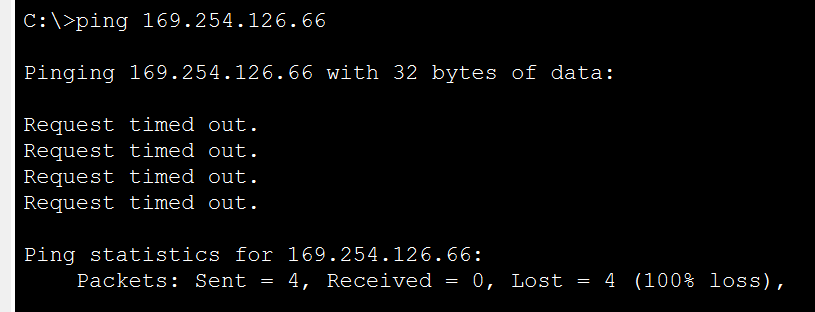 C:\>ping 169.254.126.66
Pinging 169.254.126.66 with 32 bytes of data:
Request timed out.
Request timed out.
Request timed out.
Request timed out.
Ping statistics for 169.254.126.66:
Packets: Sent = 4, Received = 0, Lost = 4 (100% loss),